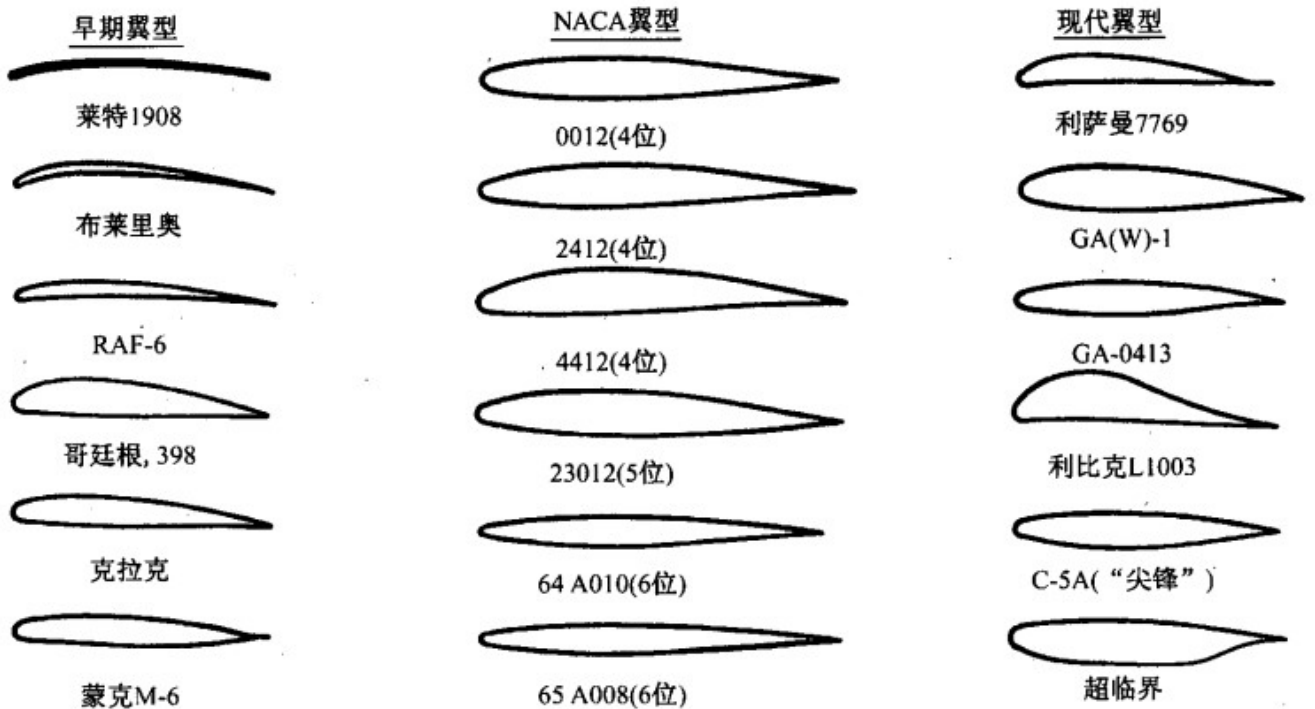 早期翼型
莱特1908
布莱里奥
RAF-6
哥廷根, 398
克拉克
蒙克M-6
NACA翼型
0012(4位)
2412(4位)
4412(4位)
23012(5位)
64 A010(6位)
65 A008(6位)
现代翼型
利萨曼7769
GA(W)-1
GA-0413
利比克L1003
C-5A(“尖锋”)
超临界